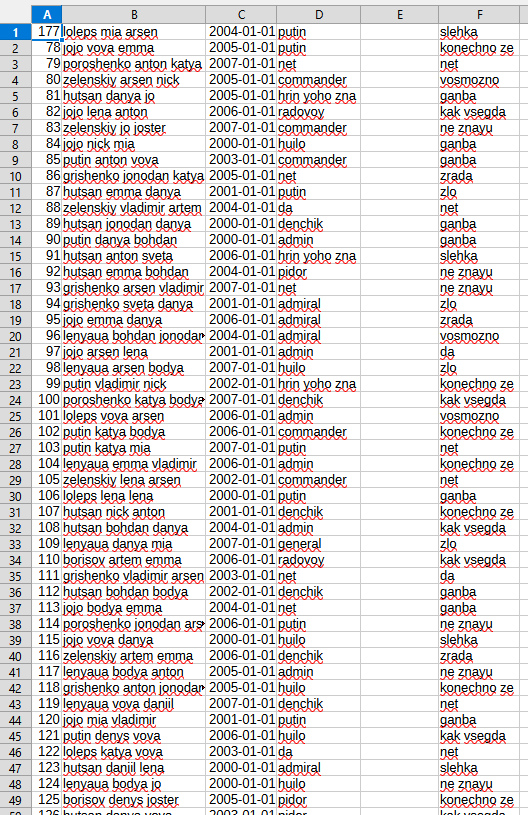 A B C D E F
1 177 loleps mia arsen 2004-01-01 putin slehka
2 78 jojo vova emma 2005-01-01 putin konechno ze
3 79 poroshenko anton katya 2007-01-01 net net
4 80 zelenskiy arsen nick 2005-01-01 commander vosmozno
5 81 hutsan danya jo 2005-01-01 hrin yoho zna ganba
6 82 jojo lena anton 2006-01-01 radovoy kak vsegda
7 83 zelenskiy jo joster 2007-01-01 commander ne znayu
8 84 jojo nick mia 2000-01-01 huilo ganba
9 85 putin anton vova 2003-01-01 commander ganba
10 86 grishenko jonodan katya 2005-01-01 net zrada
11 87 hutsan emma danya 2001-01-01 putin zlo
12 88 zelenskiy vladimir artem 2004-01-01 da net
13 89 hutsan jonodan danya 2000-01-01 denchik ganba
14 90 putin danya bohdan 2000-01-01 admin ganba
15 91 hutsan anton sveta 2006-01-01 hrin yoho zna slehka
16 92 hutsan emma bohdan 2004-01-01 pidor ne znayu
17 93 grishenko arsen vladimir 2007-01-01 net ne znayu
18 94 grishenko sveta danya 2001-01-01 admiral zlo
19 95 jojo emma danya 2006-01-01 admiral zrada
20 96 lenyaua bohdan jonodar 2004-01-01 admiral vosmozno
21 97 jojo arsen lena 2001-01-01 admin da
22 98 lenyaua arsen bodya 2007-01-01 huilo zlo
23 99 putin vladimir nick 2002-01-01 hrin yoho zna konechno ze
24 100 poroshenko katya bodya 2007-01-01 denchik kak vsegda
25 101 loleps vova arsen 2006-01-01 admin vosmozno
26 102 putin katya bodya 2006-01-01 commander konechno ze
27 103 putin katya mia 2007-01-01 putin net
28 104 lenyaua emma vladimir 2006-01-01 admin konechno ze
29 105 zelenskiy lena arsen 2002-01-01 commander net
30 106 loleps lena lena 2000-01-01 putin ganba
31 107 hutsan nick anton 2001-01-01 denchik konechno ze
32 108 hutsan bohdan danya 2004-01-01 admin kak vsegda
33 109 lenyaua danya mia 2007-01-01 general zlo
34 110 borisov artem emma 2006-01-01 radovoy kak vsegda
35 111 grishenko vladimir arsen 2003-01-01 net da
36 112 hutsan bohdan bodya 2002-01-01 denchik ganba
37 113 jojo bodya emma 2004-01-01 net ganba
38 114 poroshenko jonodan ars 2006-01-01 putin ne znayu
39 115 jojo vova danya 2000-01-01 huilo slehka
40 116 zelenskiy artem emma 2006-01-01 denchik zrada
41 117 lenyaua bodya anton 2005-01-01 admin ne znayu
42 118 grishenko anton jonodar 2005-01-01 huilo konechno ze
43 119 lenyaua vova daniil 2007-01-01 denchik net
44 120 jojo mia vladimir 2001-01-01 putin ganba
45 121 putin denys vova 2006-01-01 huilo kak vsegda
46 122 loleps katya vova 2003-01-01 da net
47 123 hutsan daniil lena 2000-01-01 admiral slehka
48 124 lenyaua bodya jo 2000-01-01 huilo ne znayu
49 125 borisov denys joster 2005-01-01 pidor konechno ze